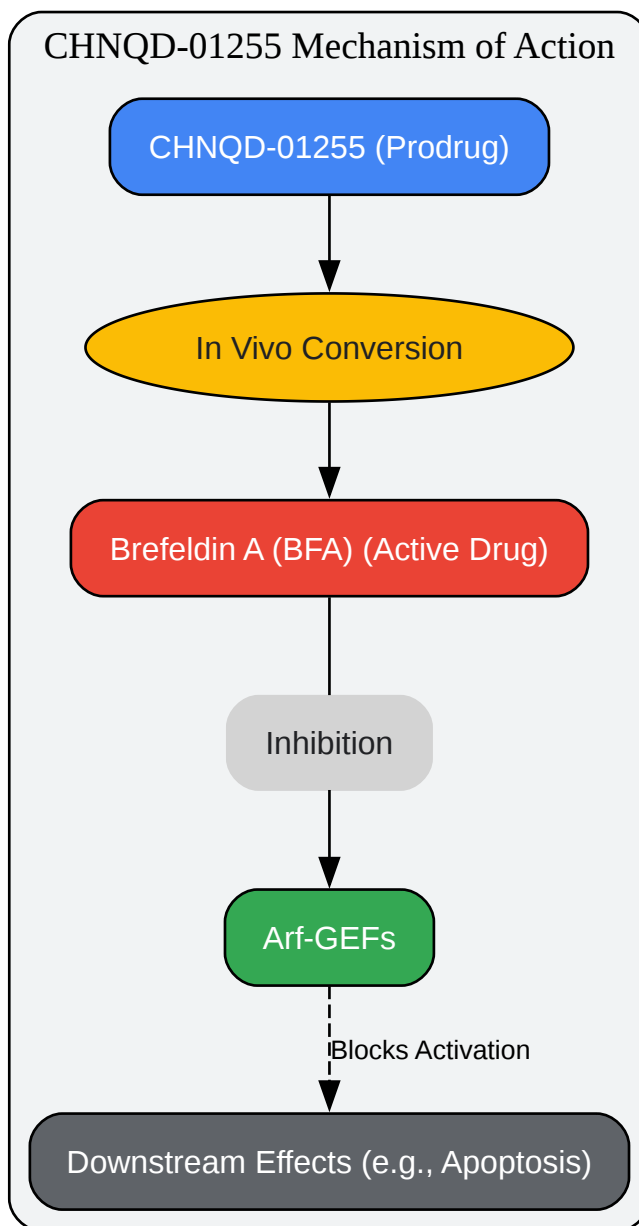 CHNQD-01255 Mechanism of Action
CHNQD-01255 (Prodrug)
In Vivo Conversion
Brefeldin A (BFA) (Active Drug)
Inhibition
Arf-GEFs
Blocks Activation
Downstream Effects (e.g., Apoptosis)